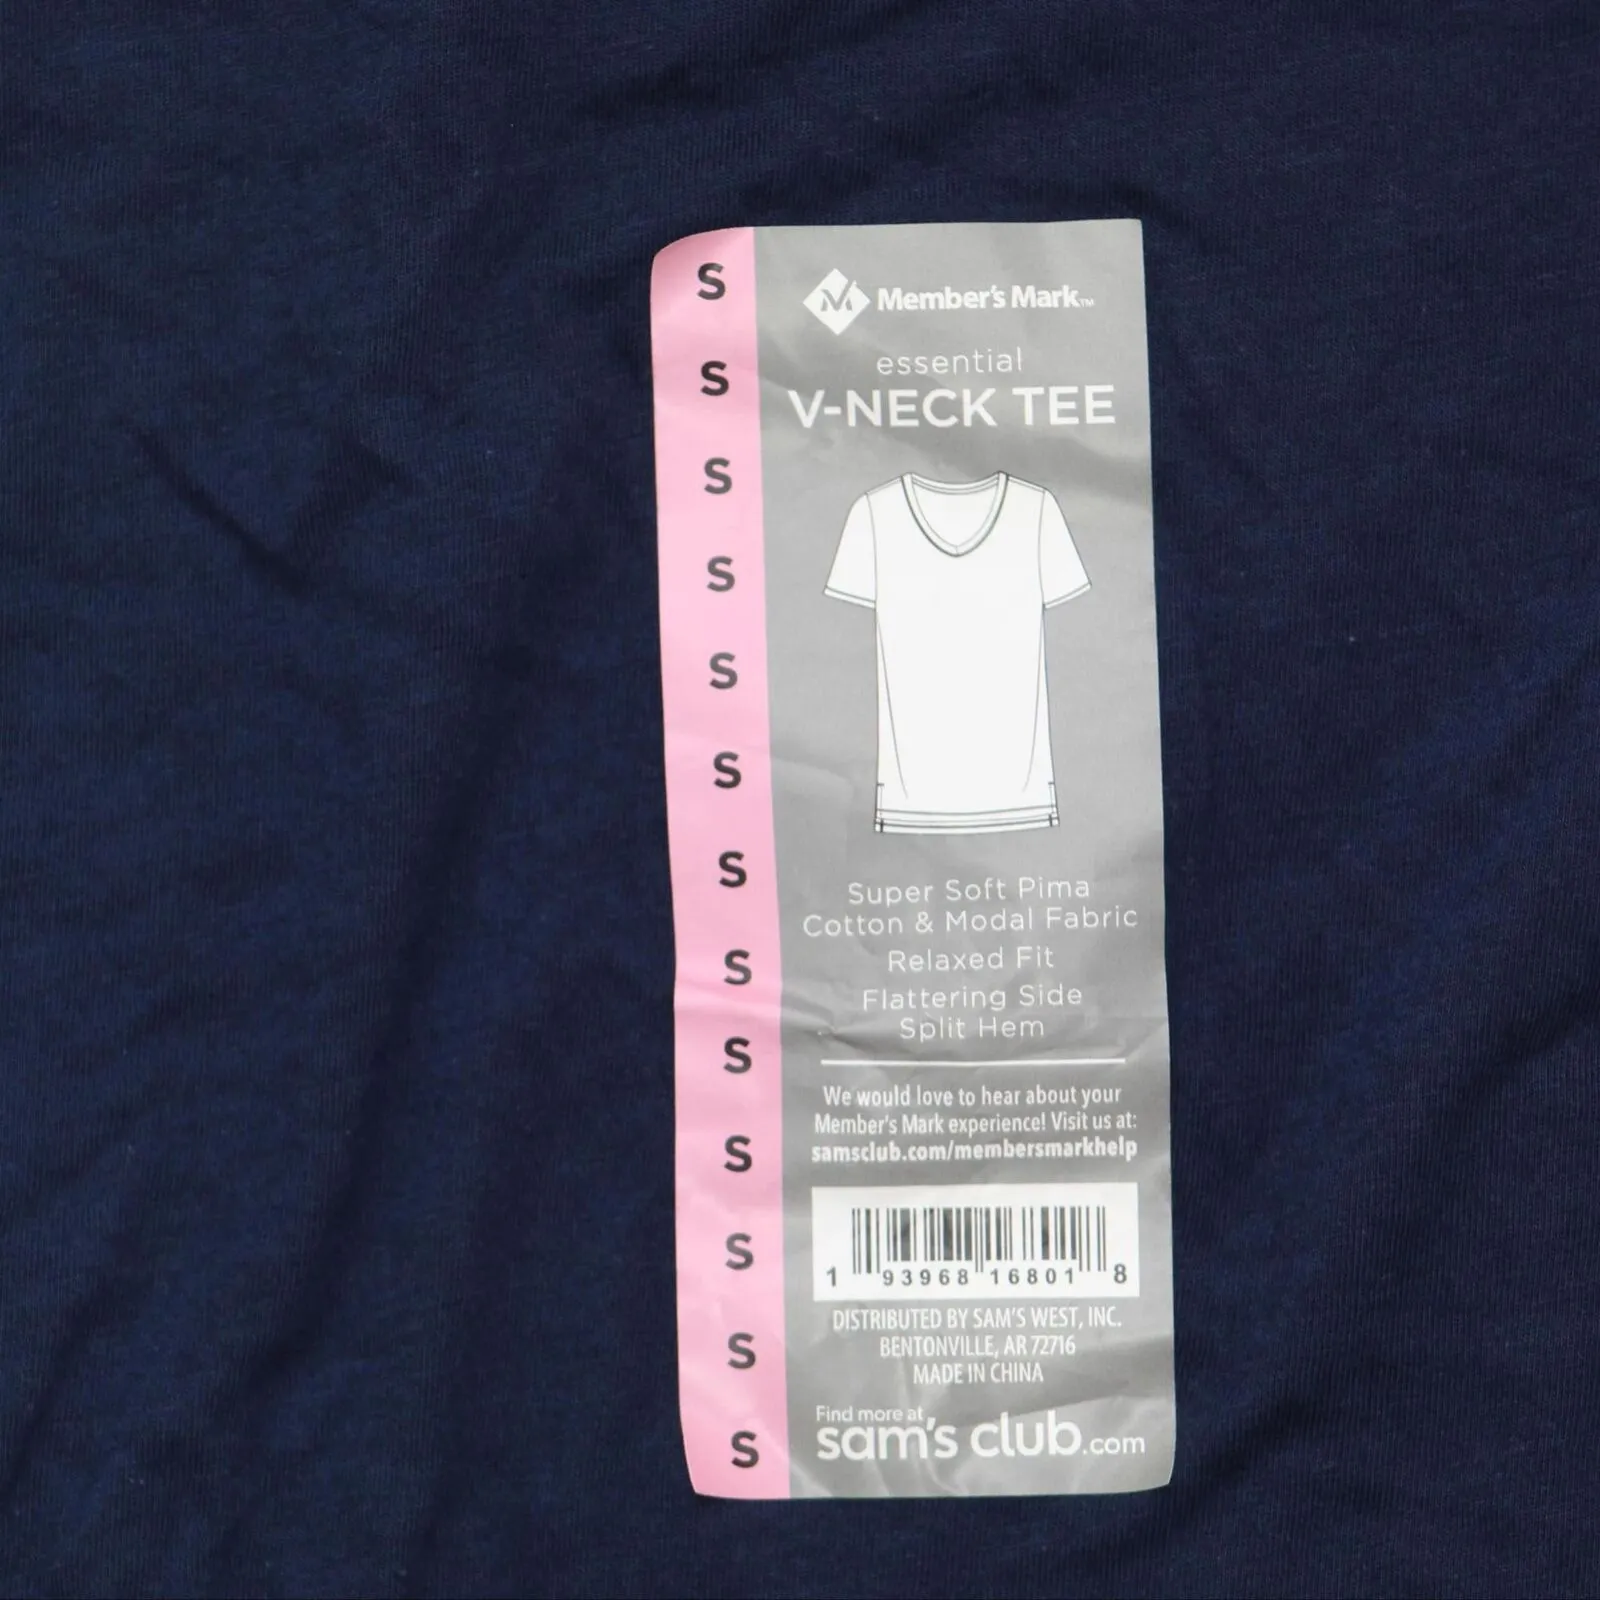 S
S
S
S
S
S
S
S
S
S
S
S
S
Member's Mark™
essential
V-NECK TEE
Super Soft Pima
Cotton & Modal Fabric
Relaxed Fit
Flattering Side
Split Hem
We would love to hear about your
Member's Mark experience! Visit us at:
samsclub.com/membersmarkhelp
1 93968 16801 8
DISTRIBUTED BY SAM'S WEST, INC.
BENTONVILLE, AR 72716
MADE IN CHINA
Find more at
sam's club.com